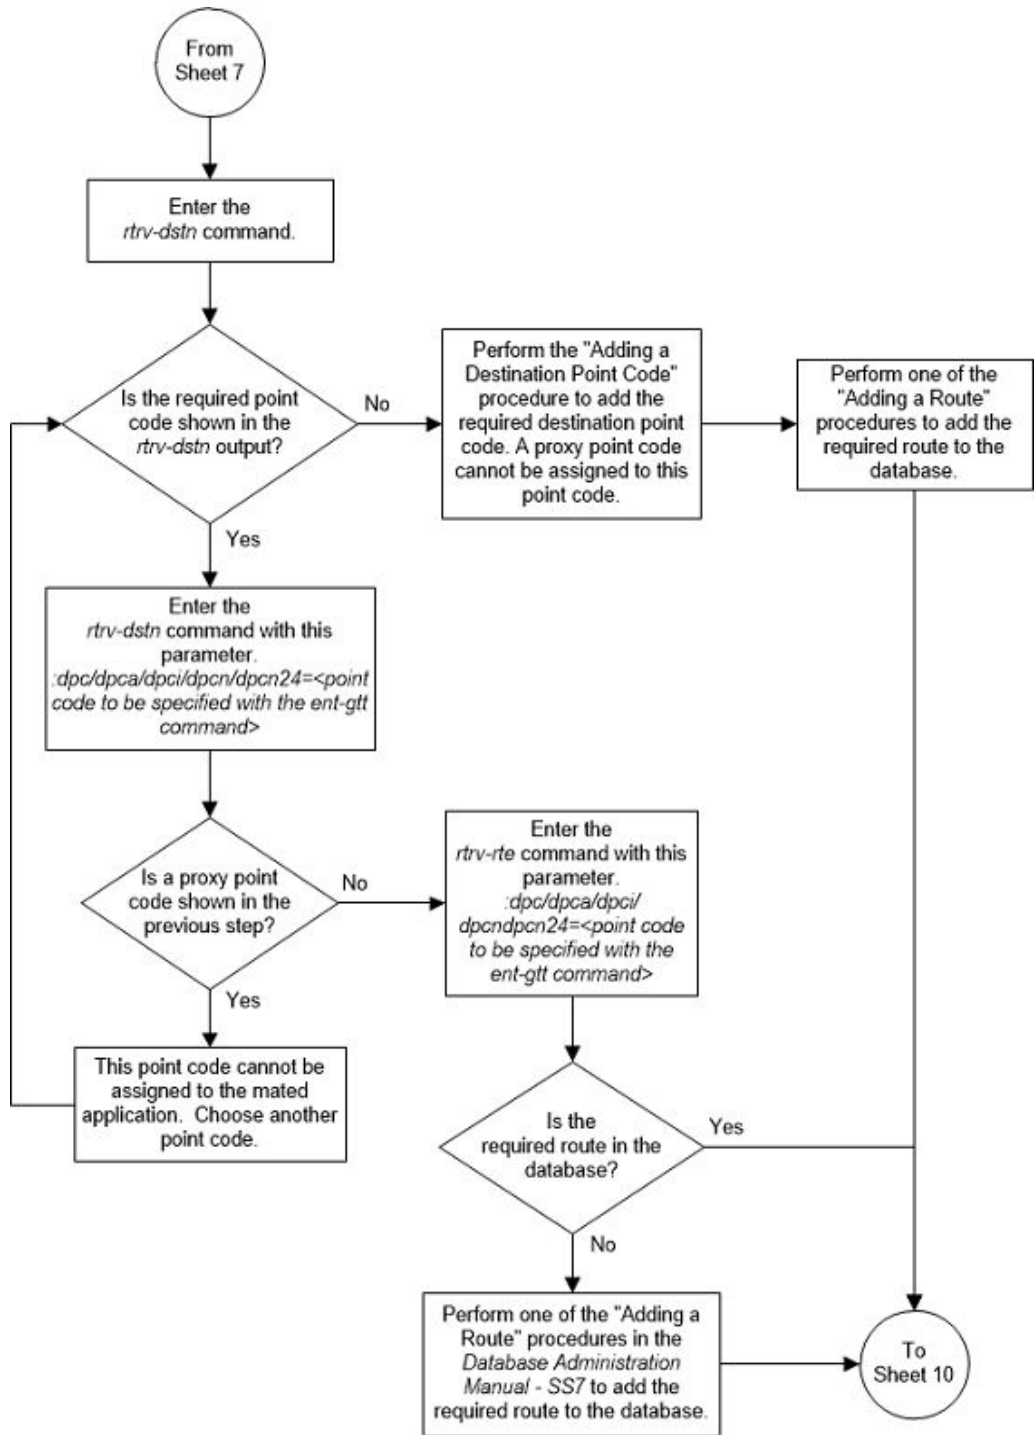 From
Sheet 7
Enter the
rtrv-dstn command.
Is the required point
code shown in the
rtrv-dstn output?
No
Perform the "Adding a
Destination Point Code"
procedure to add the
required destination point
code. A proxy point code
cannot be assigned to this
point code.
Perform one of the
"Adding a Route"
procedures to add the
required route to the
database.
Yes
Enter the
rtrv-dstn command with this
parameter.
:dpc/dpca/dpci/dpcn/dpcn24=<point
code to be specified with the ent-gtt
command>
Is a proxy point
code shown in the
previous step?
No
Enter the
rtrv-rte command with this
parameter.
:dpc/dpca/dpci/
dpcndpcn24=<point code
to be specified with the
ent-gtt command>
Yes
This point code cannot be
assigned to the mated
application. Choose another
point code.
Is the
required route in the
database?
Yes
No
Perform one of the "Adding a
Route" procedures in the
Database Administration
Manual - SS7 to add the
required route to the database.
To
Sheet 10